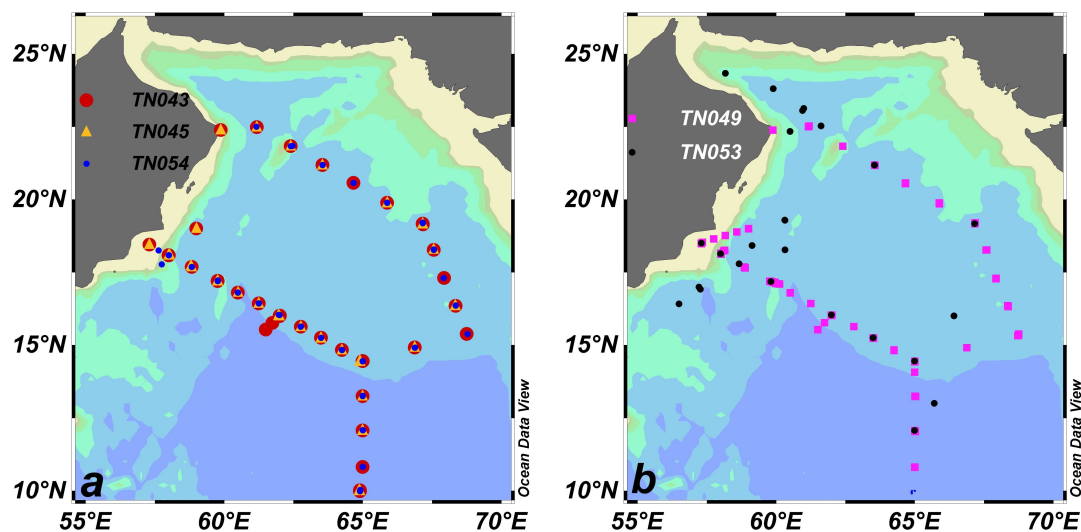 25°N
20°N
15°N
10°N
55°E
60°E
65°E
70°E
TN043
TN045
TN054
a
Ocean Data View
25°N
20°N
15°N
10°N
55°E
60°E
65°E
70°E
TN049
TN053
b
Ocean Data View